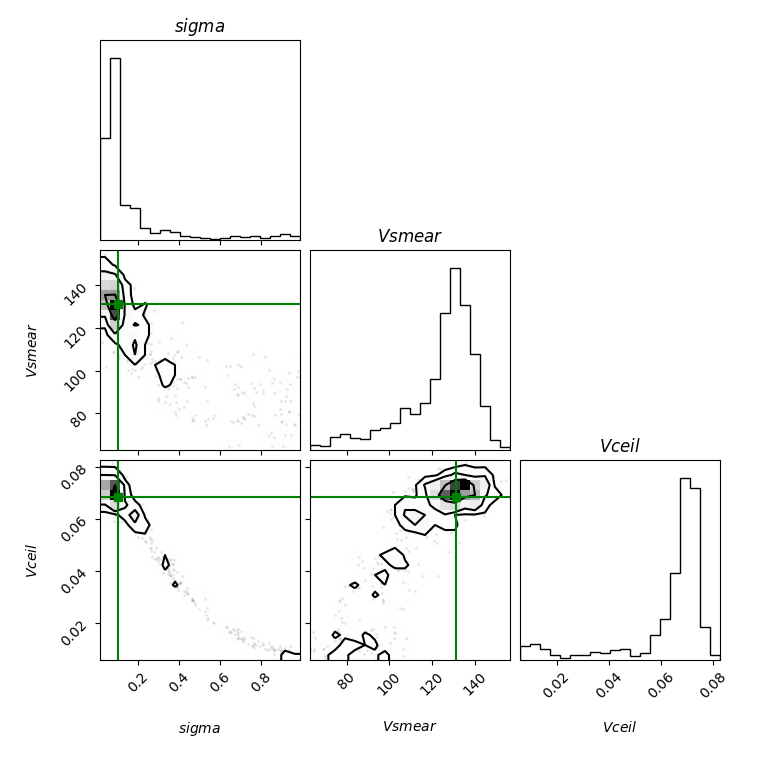 sigma
Vsmear
Vsmear
140
120
100
80
Vceil
Vceil
0.08
0.06
0.04
0.02
0.2 0.4 0.6 0.8
80 100 120 140
0.02 0.04 0.06 0.08
sigma Vsmear Vceil